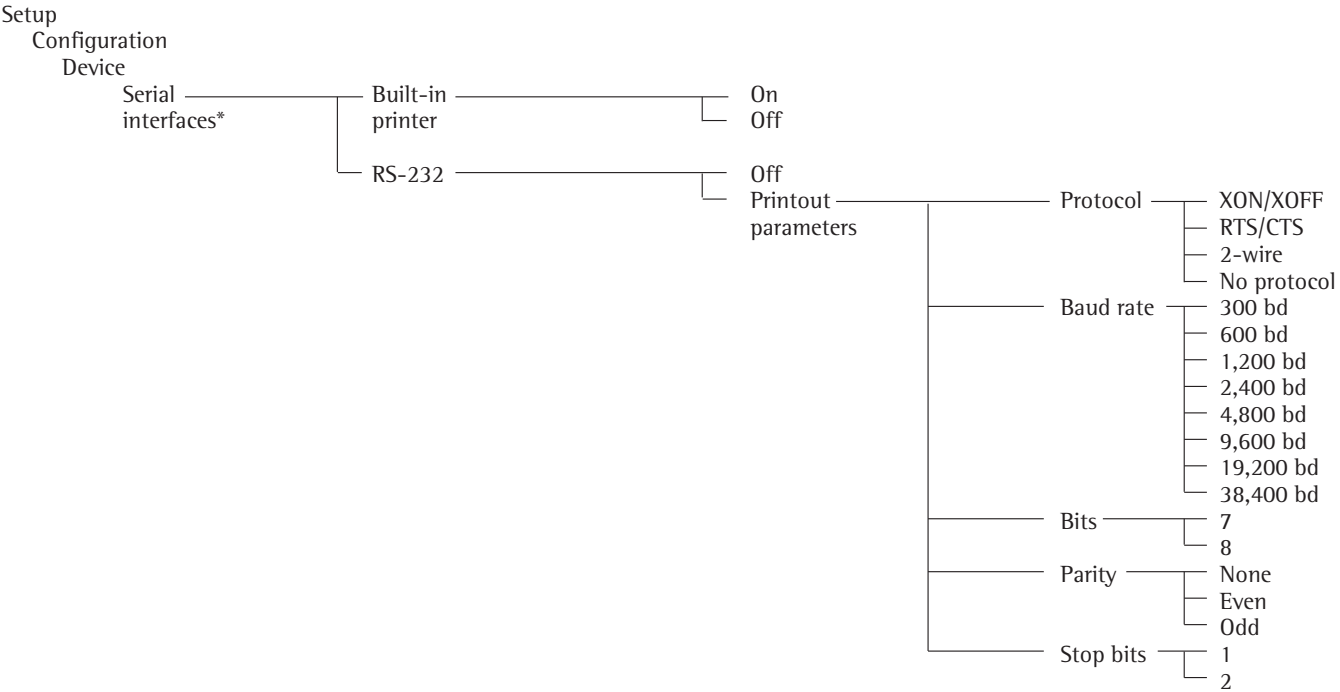 Setup
Configuration
Device
Serial Built-in On
interfaces* printer Off
RS-232 Off
Printout Protocol XON/XOFF
parameters RTS/CTS
2-wire
No protocol
Baud rate 300 bd
600 bd
1,200 bd
2,400 bd
4,800 bd
9,600 bd
19,200 bd
38,400 bd
Bits 7
8
Parity None
Even
Odd
Stop bits 1
2